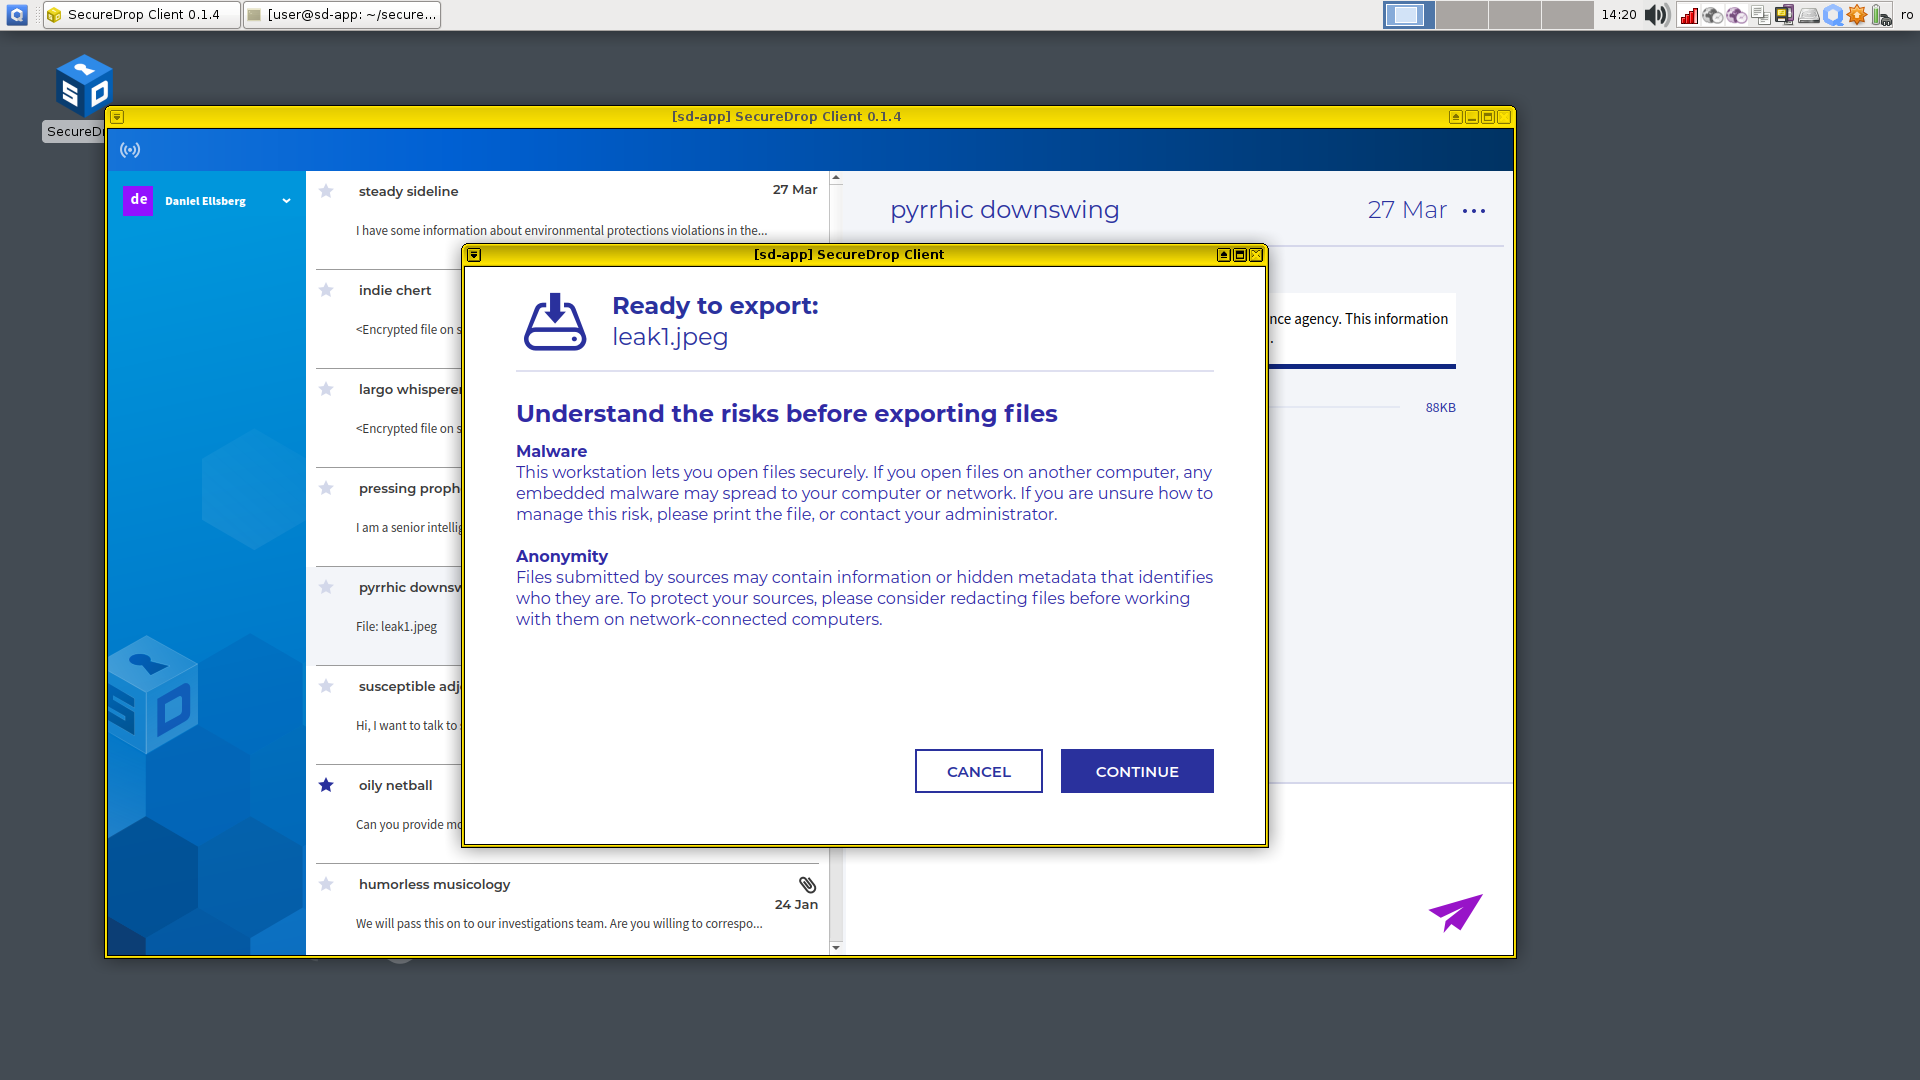 SecureDrop Client 0.1.4
[user@sd-app: ~/secure...
14:20
ro
SD
SecureDr
[sd-app] SecureDrop Client 0.1.4
de
Daniel Ellsberg
steady sideline
27 Mar
I have some information about environmental protections violations in the...
indie chert
<Encrypted file on s
largo whisperer
<Encrypted file on s
pressing proph
I am a senior intellig
pyrrhic downsw
File: leak1.jpeg
susceptible adj
Hi, I want to talk to
oily netball
Can you provide mo
humorless musicology
24 Jan
We will pass this on to our investigations team. Are you willing to correspo...
SD
pyrrhic downswing
27 Mar
nce agency. This information
.
88KB
[sd-app] SecureDrop Client
Ready to export:
leak1.jpeg
Understand the risks before exporting files
Malware
This workstation lets you open files securely. If you open files on another computer, any
embedded malware may spread to your computer or network. If you are unsure how to
manage this risk, please print the file, or contact your administrator.
Anonymity
Files submitted by sources may contain information or hidden metadata that identifies
who they are. To protect your sources, please consider redacting files before working
with them on network-connected computers.
CANCEL
CONTINUE